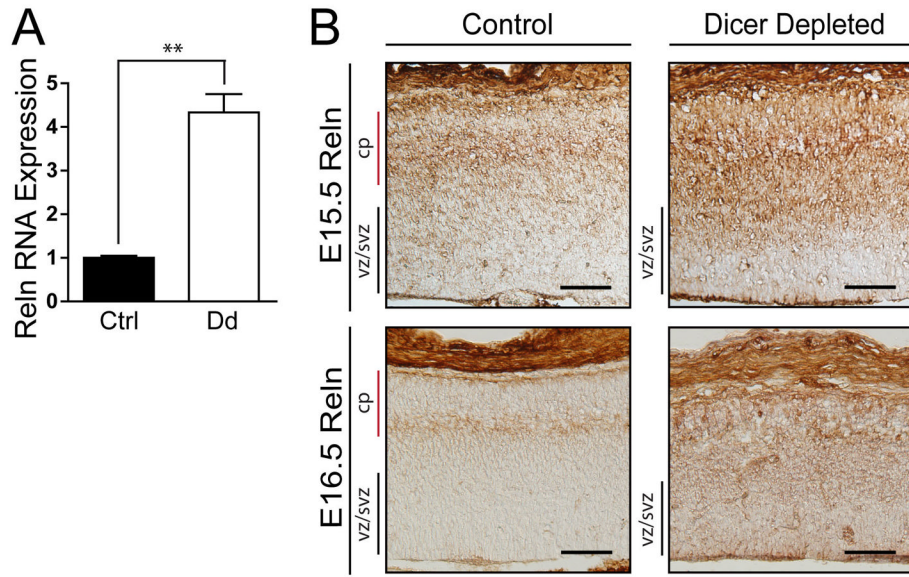 A
**
Reln RNA Expression
5
4
3
2
1
0
Ctrl
Dd
B
Control
Dicer Depleted
E15.5 Reln
cp
vz/svz
vz/svz
E16.5 Reln
cp
vz/svz
vz/svz